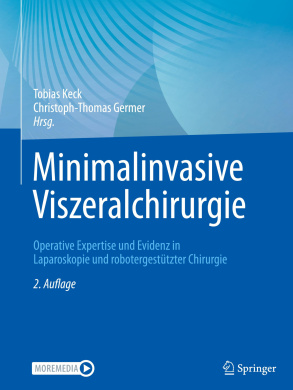 Tobias Keck
Christoph-Thomas Germer
Hrsg.
Minimalinvasive
Viszeralchirurgie
Operative Expertise und Evidenz in
Laparoskopie und robotergestützter Chirurgie
2. Auflage
MOREMEDIA
Springer